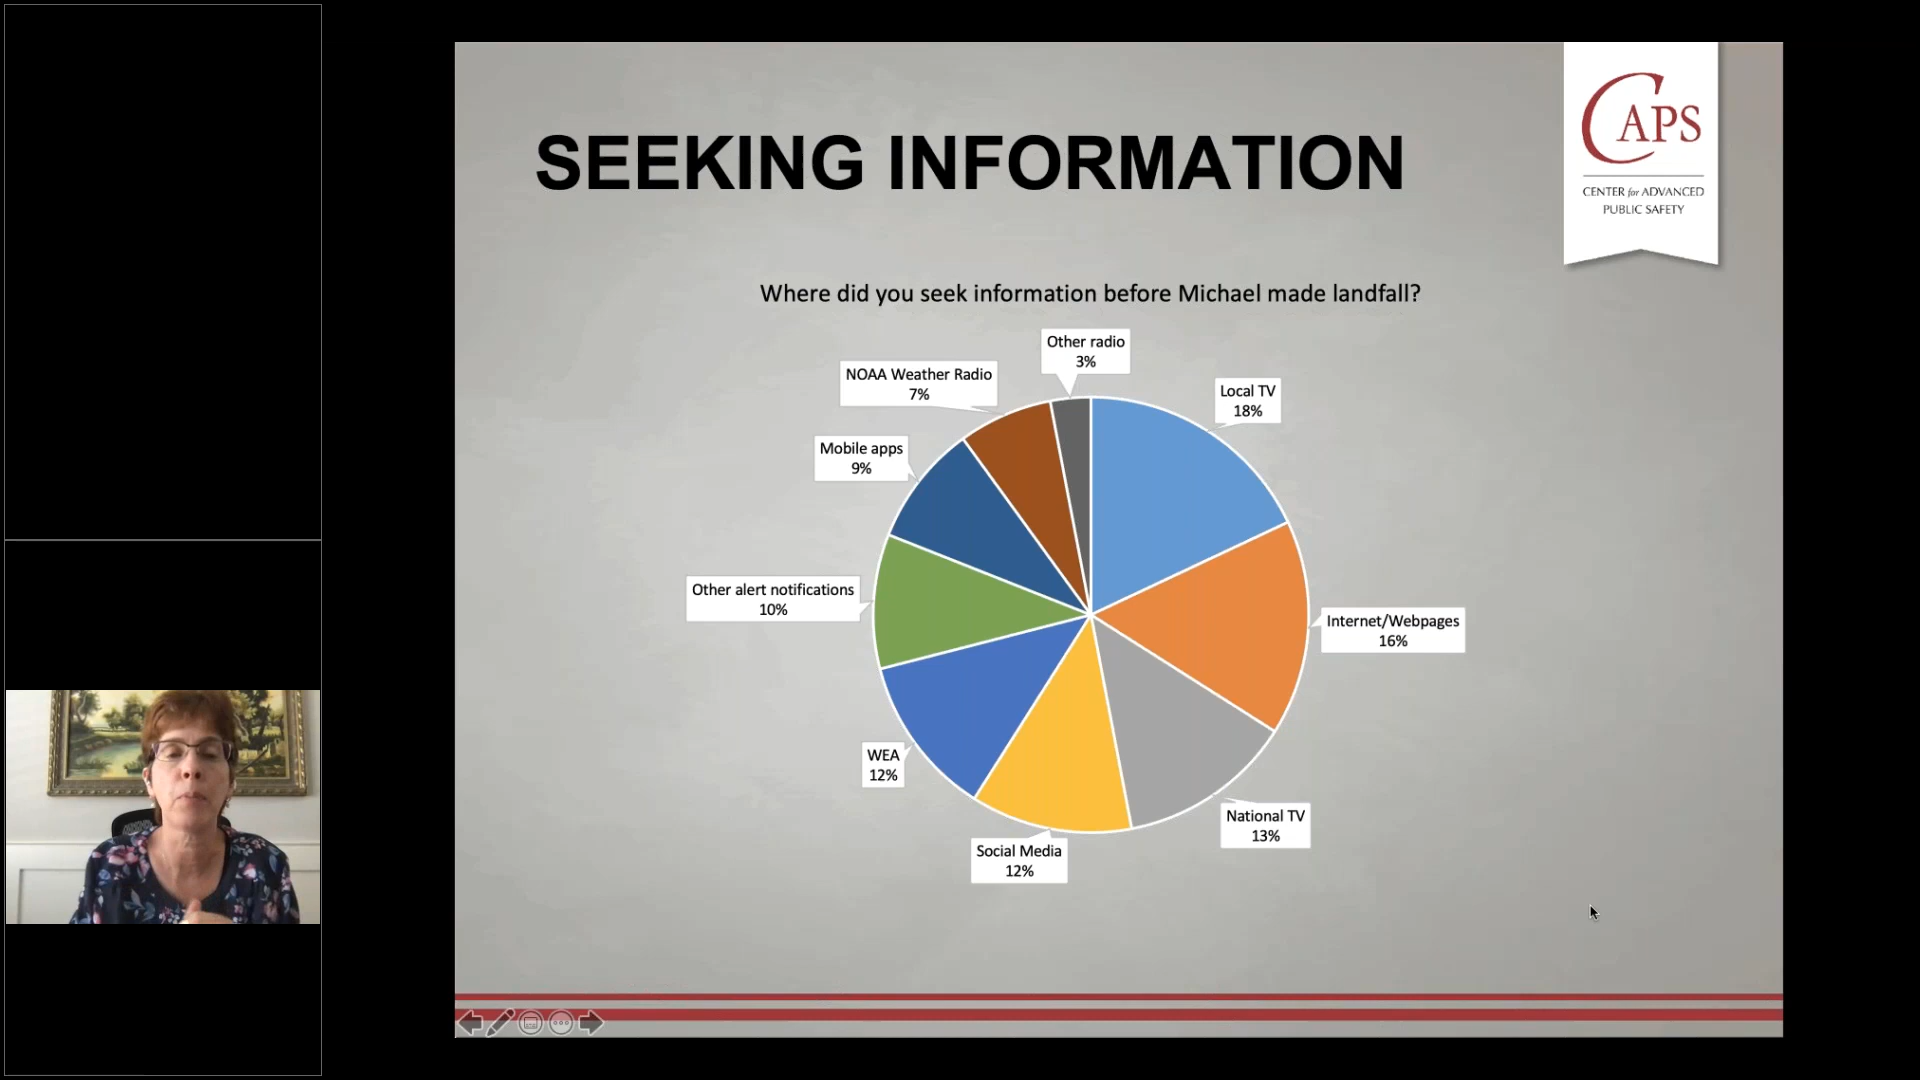 SEEKING INFORMATION
CAPS
CENTER for ADVANCED
PUBLIC SAFETY
Where did you seek information before Michael made landfall?
Other radio
3%
NOAA Weather Radio
7%
Local TV
18%
Mobile apps
9%
Other alert notifications
10%
Internet/Webpages
16%
WEA
12%
National TV
13%
Social Media
12%